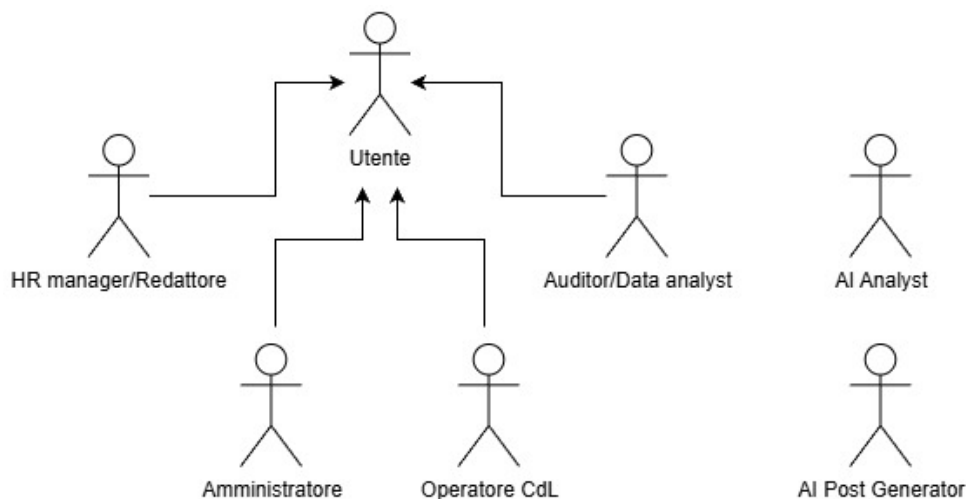 Utente
HR manager/Redattore
Auditor/Data analyst
AI Analyst
Amministratore
Operatore CdL
AI Post Generator